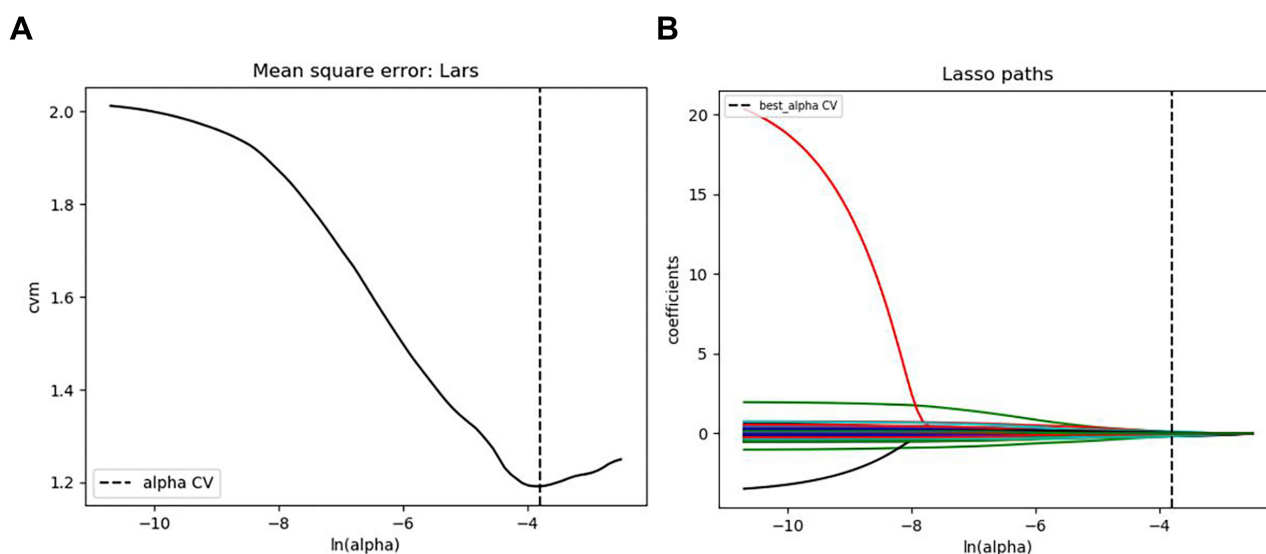 A
Mean square error: Lars
2.0
1.8
1.6
1.4
1.2
cvm
alpha CV
−10
−8
−6
−4
ln(alpha)
B
Lasso paths
best_alpha CV
20
15
10
5
0
coefficients
−10
−8
−6
−4
ln(alpha)